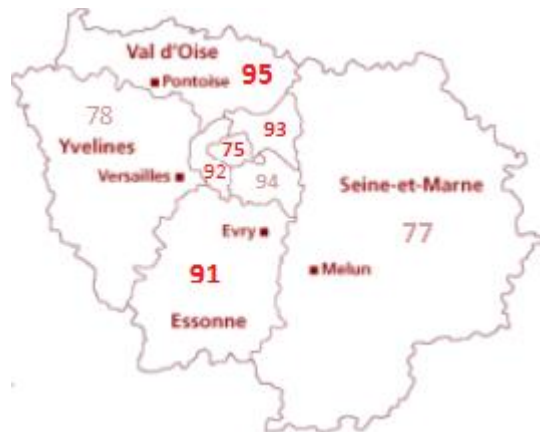 Val d'Oise
Pontoise
95
78
93
Yvelines
75
Versailles
92
94
Seine-et-Marne
77
Evry
91
Melun
Essonne